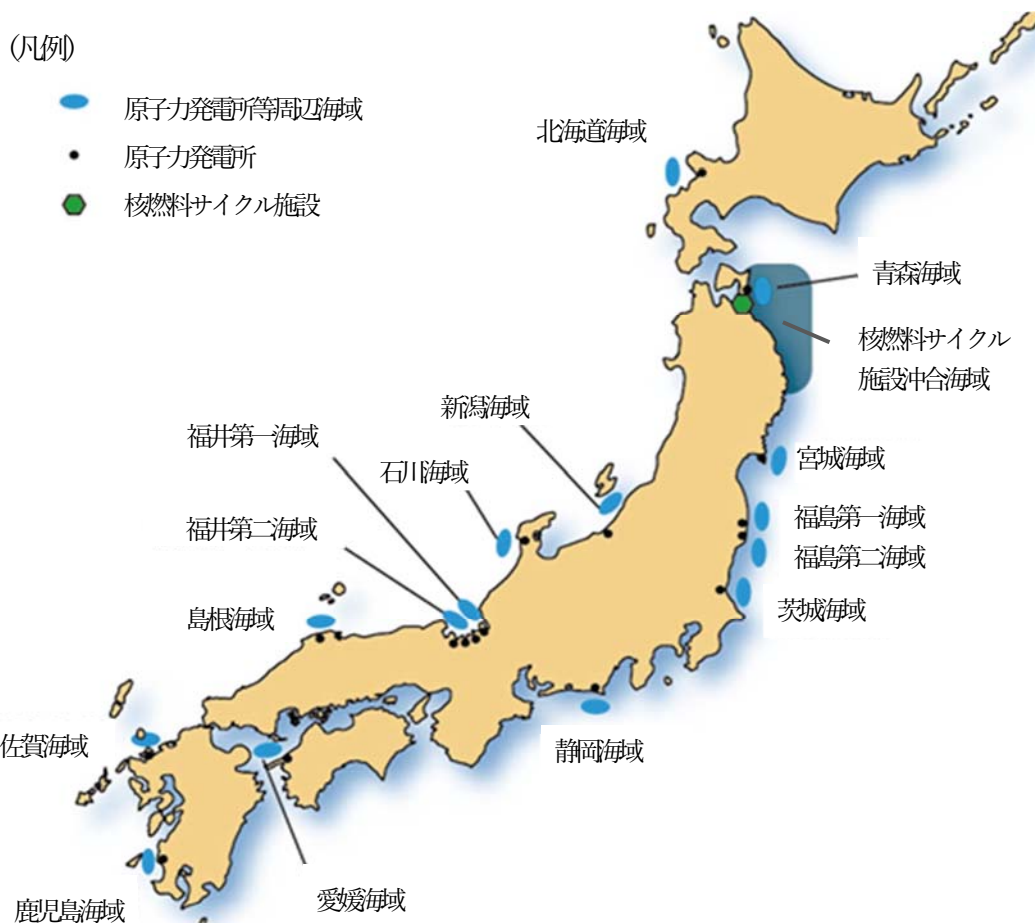 (凡例)
原子力発電所等周辺海域
原子力発電所
核燃料サイクル施設
北海道海域
青森海域
核燃料サイクル
施設沖合海域
新潟海域
福井第一海域
石川海域
宮城海域
福島第一海域
福井第二海域
福島第二海域
島根海域
茨城海域
佐賀海域
静岡海域
愛媛海域
鹿児島海域